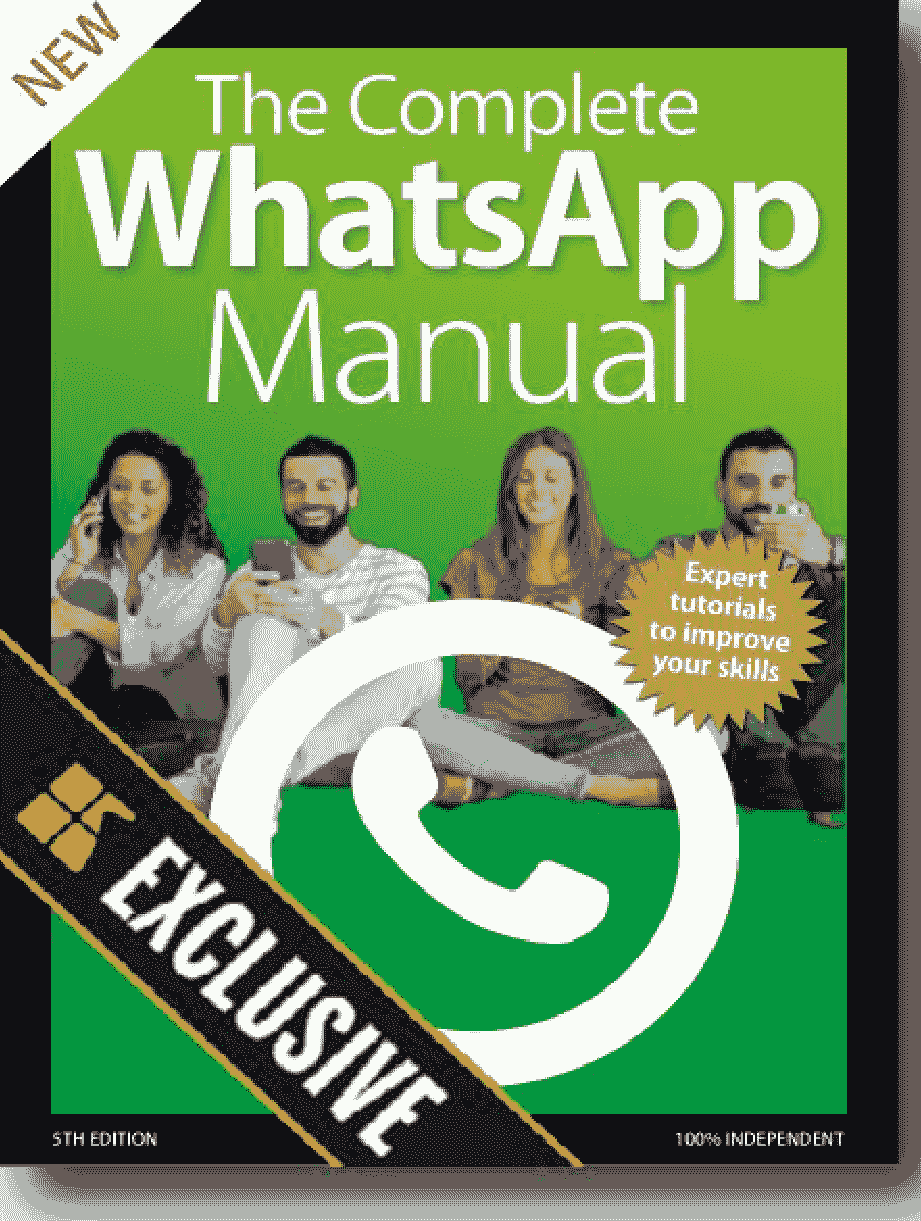 NEW
The Complete
WhatsApp
Manual
Expert
tutorials
to improve
your skills
EXCLUSIVE
5TH EDITION
100% INDEPENDENT